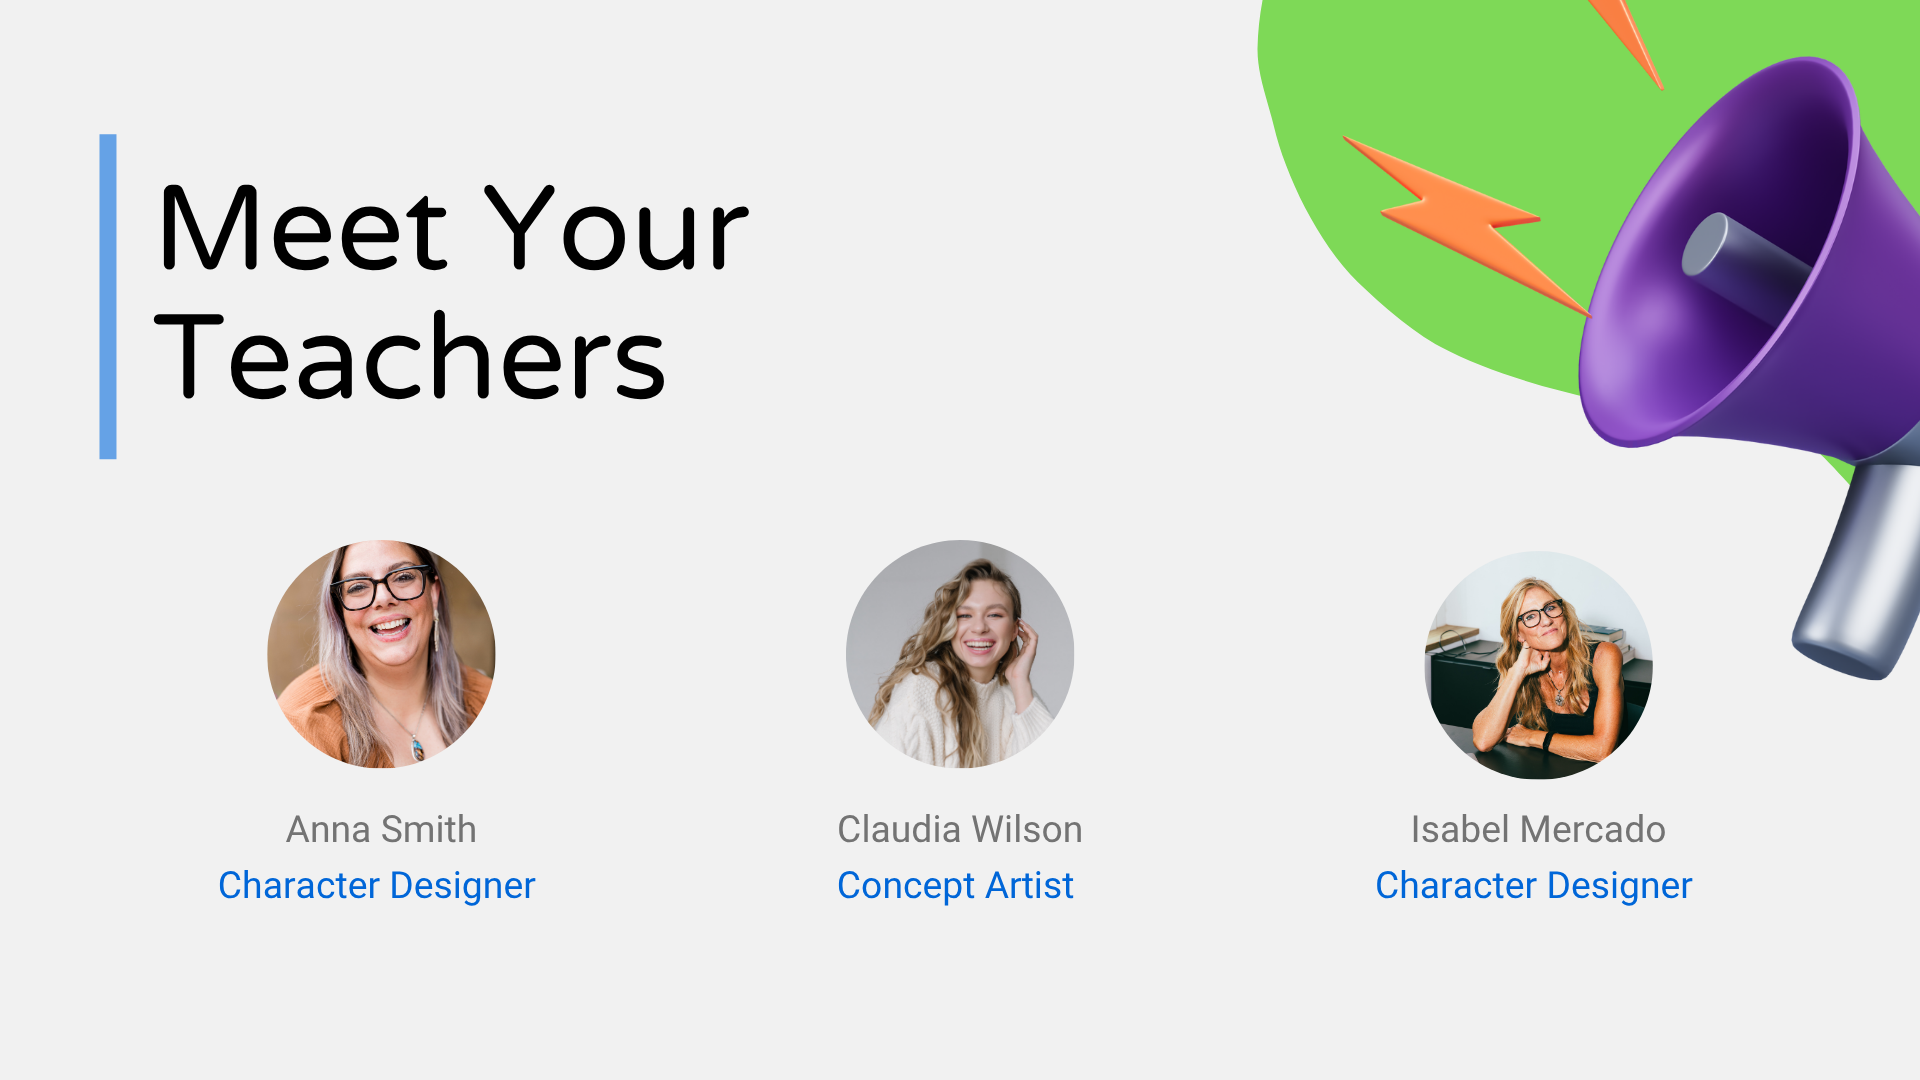 Meet Your
Teachers
Anna Smith
Character Designer
Claudia Wilson
Concept Artist
Isabel Mercado
Character Designer